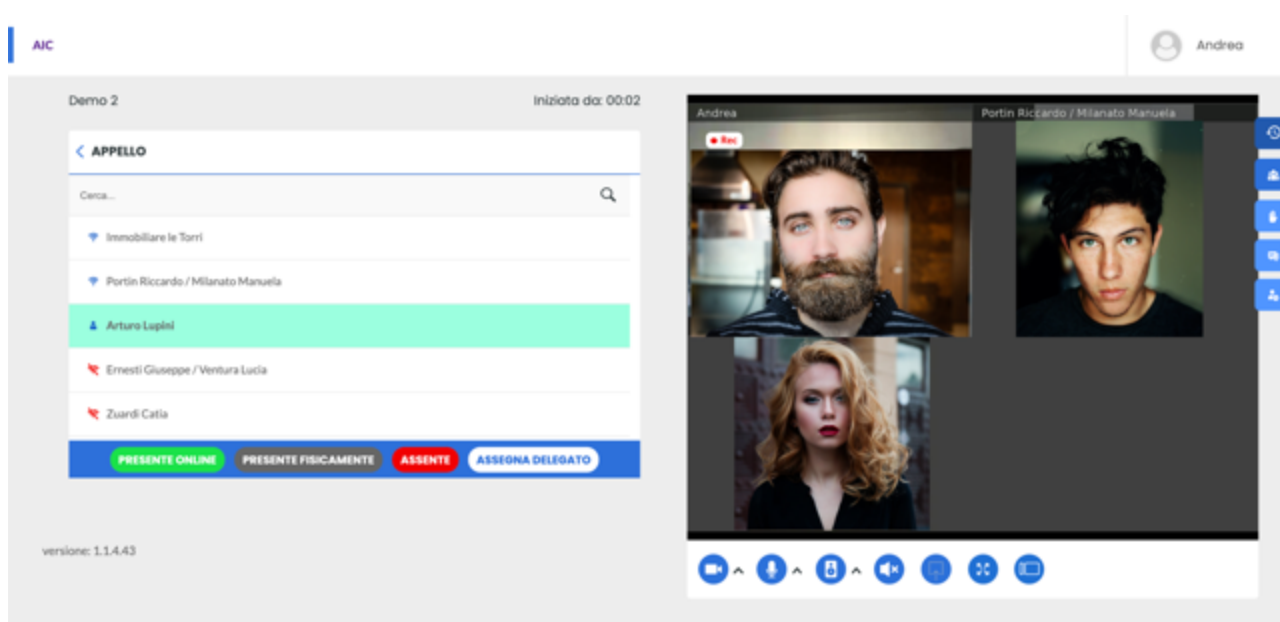 AIC
Andrea
Demo 2
Iniziata da: 00:02
APPELLO
Cerca...
Immobiliare le Torri
Portin Riccardo / Milanato Manuela
Arturo Lupini
Ernesti Giuseppe / Ventura Lucia
Zuardi Catia
PRESENTE ONLINE
PRESENTE FISICAMENTE
ASSENTE
ASSEGNA DELEGATO
versione: 1.1.4.43
Andrea
Portin Riccardo / Milanato Manuela
Rec